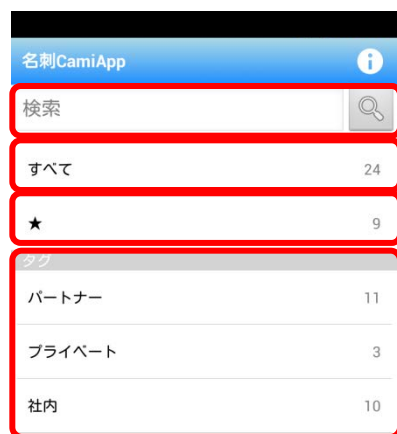 名刺CamiApp
検索
すべて 24
★ 9
タグ
パートナー 11
プライベート 3
社内 10